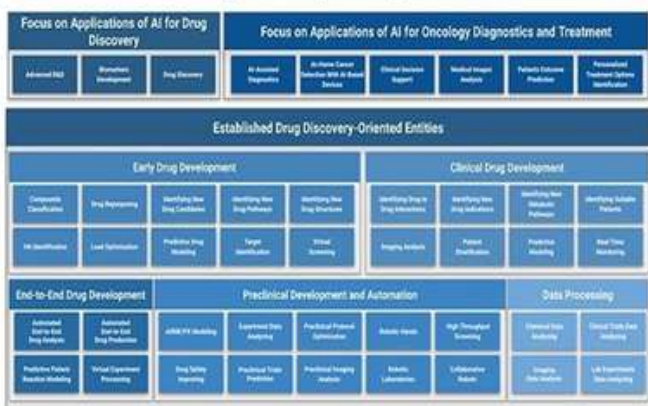 Focus on Applications of AI for Drug
Discovery
Focus on Applications of AI for Oncology Diagnostics and Treatment
Advanced R&D
Biomarkers
Development
Drug Discovery
AI-Assisted
Diagnostics
At-Home Cancer
Detection With AI-Based
Devices
Clinical Decision
Support
Medical Images
Analysis
Patients Outcome
Prediction
Personalized
Treatment Options
Identification
Established Drug Discovery-Oriented Entities
Early Drug Development
Clinical Drug Development
Compounds
Classification
Drug Repurposing
Identifying New
Drug Candidates
Identifying New
Drug Pathways
Identifying New
Drug Structures
Identifying Drug to
Drug Interactions
Identifying New
Drug Indications
Identifying New
Metabolic
Pathways
Identifying Suitable
Patients
Hit Identification
Lead Optimization
Predictive Drug
Modeling
Target
Identification
Virtual
Screening
Imaging Analysis
Patient
Stratification
Predictive
Modeling
Real-Time
Monitoring
End-to-End Drug Development
Preclinical Development and Automation
Data Processing
Automated
End-to-End
Drug Analysis
Automated
End-to-End
Drug Production
Modeling
Experiment Data
Analyzing
Preclinical Protocol
Optimization
Robotic Hands
High Throughput
Screening
Chemical Data
Analyzing
Clinical Trials Data
Analyzing
Predictive Patient
Reaction Modeling
Virtual Experiment
Processing
Drug Safety
Improving
Preclinical Trials
Prediction
Preclinical Imaging
Analysis
Robotic
Laboratories
Collaborative
Robots
Imaging
Data Analysis
Lab Experiments
Data Analyzing